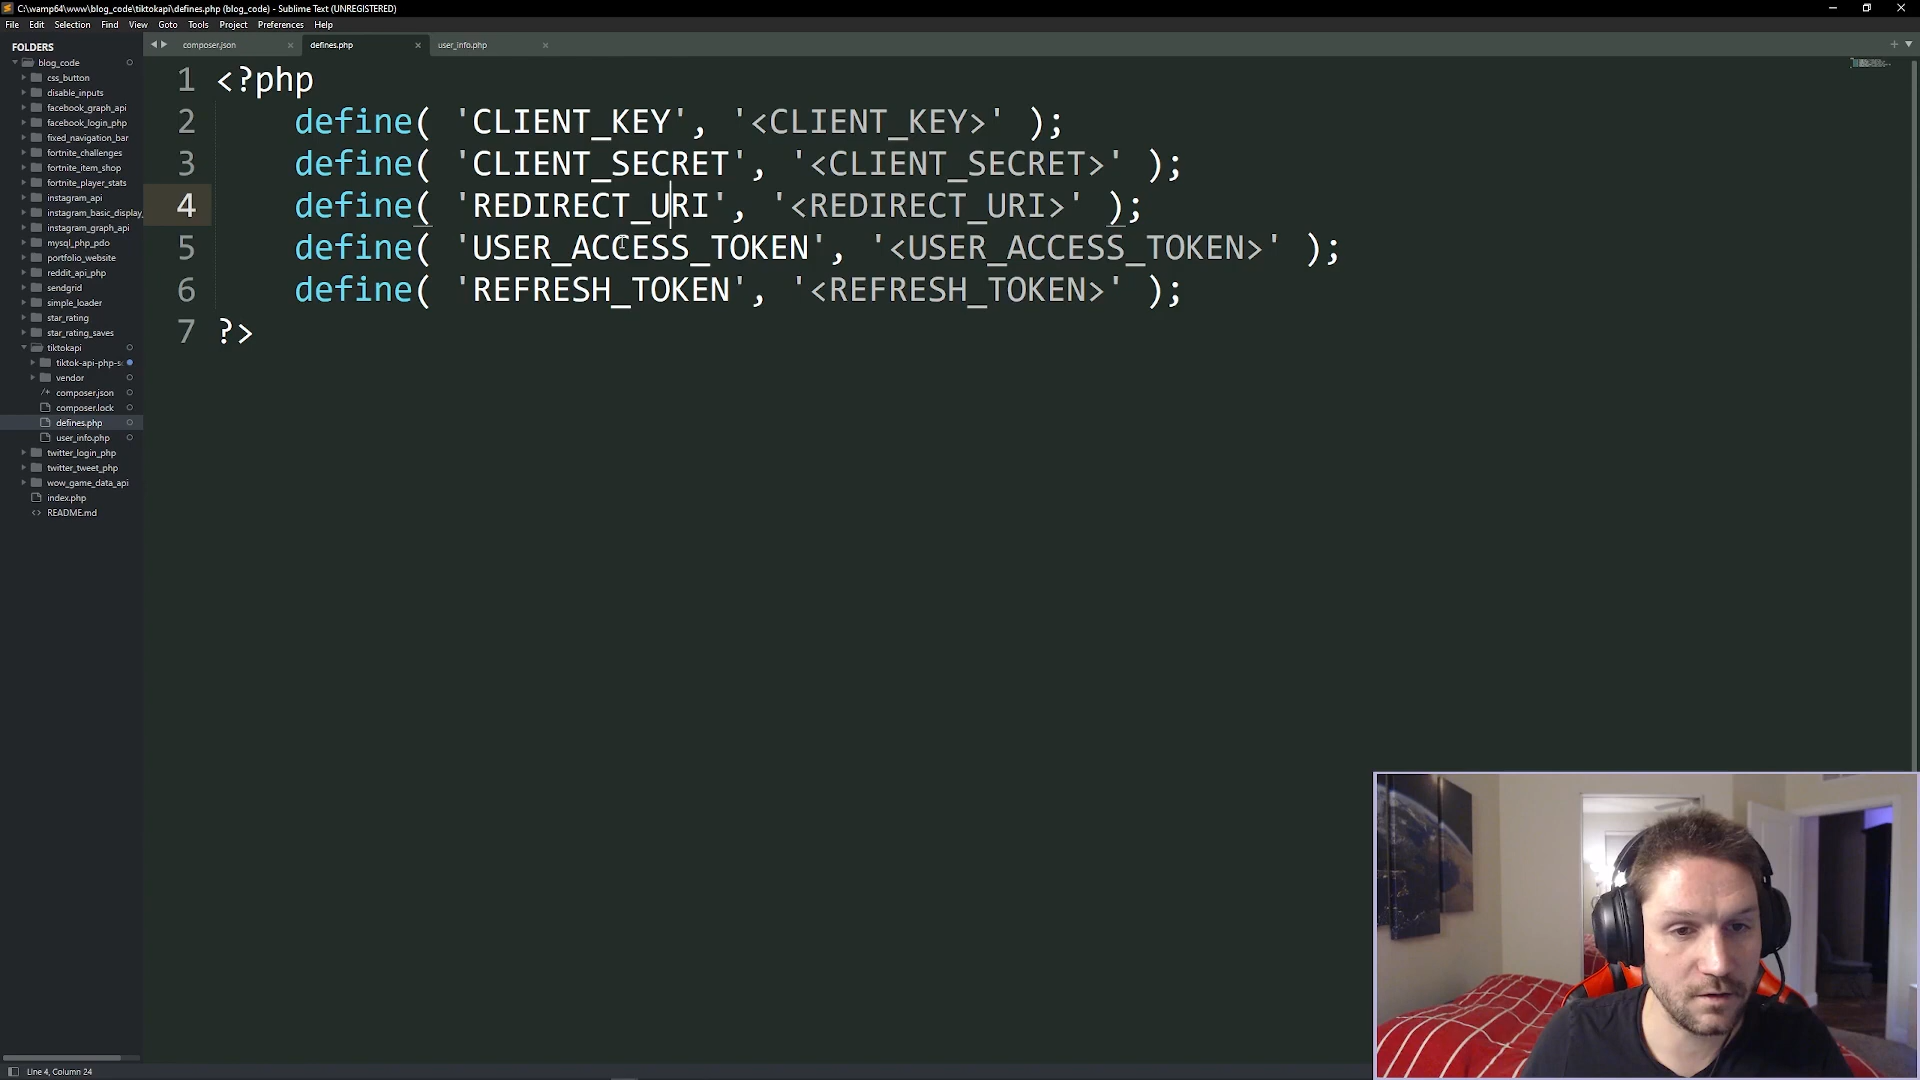 C:\wamp64\www\blog_code\tiktokapi\defines.php (blog_code) - Sublime Text (UNREGISTERED)
File Edit Selection Find View Goto Tools Project Preferences Help
FOLDERS
blog_code
css_button
disable_inputs
facebook_graph_api
facebook_login_php
fixed_navigation_bar
fortnite_challenges
fortnite_item_shop
fortnite_player_stats
instagram_api
instagram_basic_display_
instagram_graph_api
mysql_php_pdo
portfolio_website
reddit_api_php
sendgrid
simple_loader
star_rating
star_rating_saves
tiktokapi
tiktok-api-php-s
vendor
/+ composer.json
composer.lock
defines.php
user_info.php
twitter_login_php
twitter_tweet_php
wow_game_data_api
index.php
<> README.md
composer.json × defines.php × user_info.php ×
1 <?php
2 define( 'CLIENT_KEY', '<CLIENT_KEY>' );
3 define( 'CLIENT_SECRET', '<CLIENT_SECRET>' );
4 define( 'REDIRECT_URI', '<REDIRECT_URI>' );
5 define( 'USER_ACCESS_TOKEN', '<USER_ACCESS_TOKEN>' );
6 define( 'REFRESH_TOKEN', '<REFRESH_TOKEN>' );
7 ?>
Line 4, Column 24